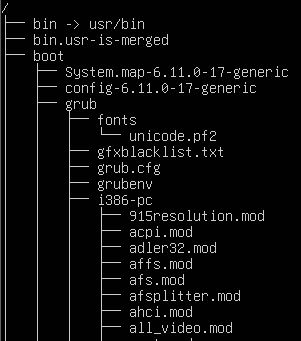 /
├── bin -> usr/bin
├── bin.usr-is-merged
├── boot
│   ├── System.map-6.11.0-17-generic
│   ├── config-6.11.0-17-generic
│   ├── grub
│   │   ├── fonts
│   │   │   └── unicode.pf2
│   │   ├── gfxblacklist.txt
│   │   ├── grub.cfg
│   │   ├── grubenv
│   │   ├── i386-pc
│   │   │   ├── 915resolution.mod
│   │   │   ├── acpi.mod
│   │   │   ├── adler32.mod
│   │   │   ├── affs.mod
│   │   │   ├── afs.mod
│   │   │   ├── afsplitter.mod
│   │   │   ├── ahci.mod
│   │   │   ├── all_video.mod